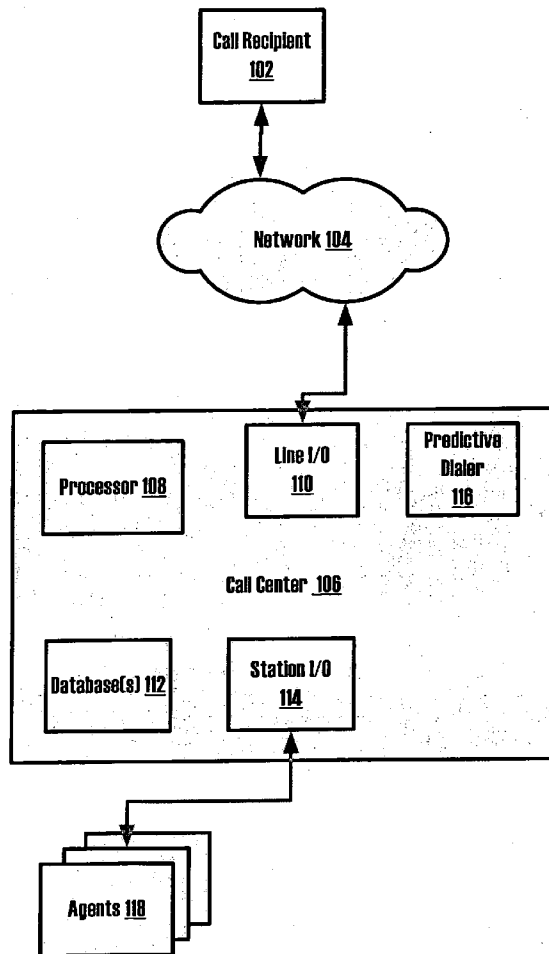 Call Recipient
102
Network 104
Processor 108
Line I/O
110
Predictive
Dialer
116
Call Center 106
Database(s) 112
Station I/O
114
Agents 118